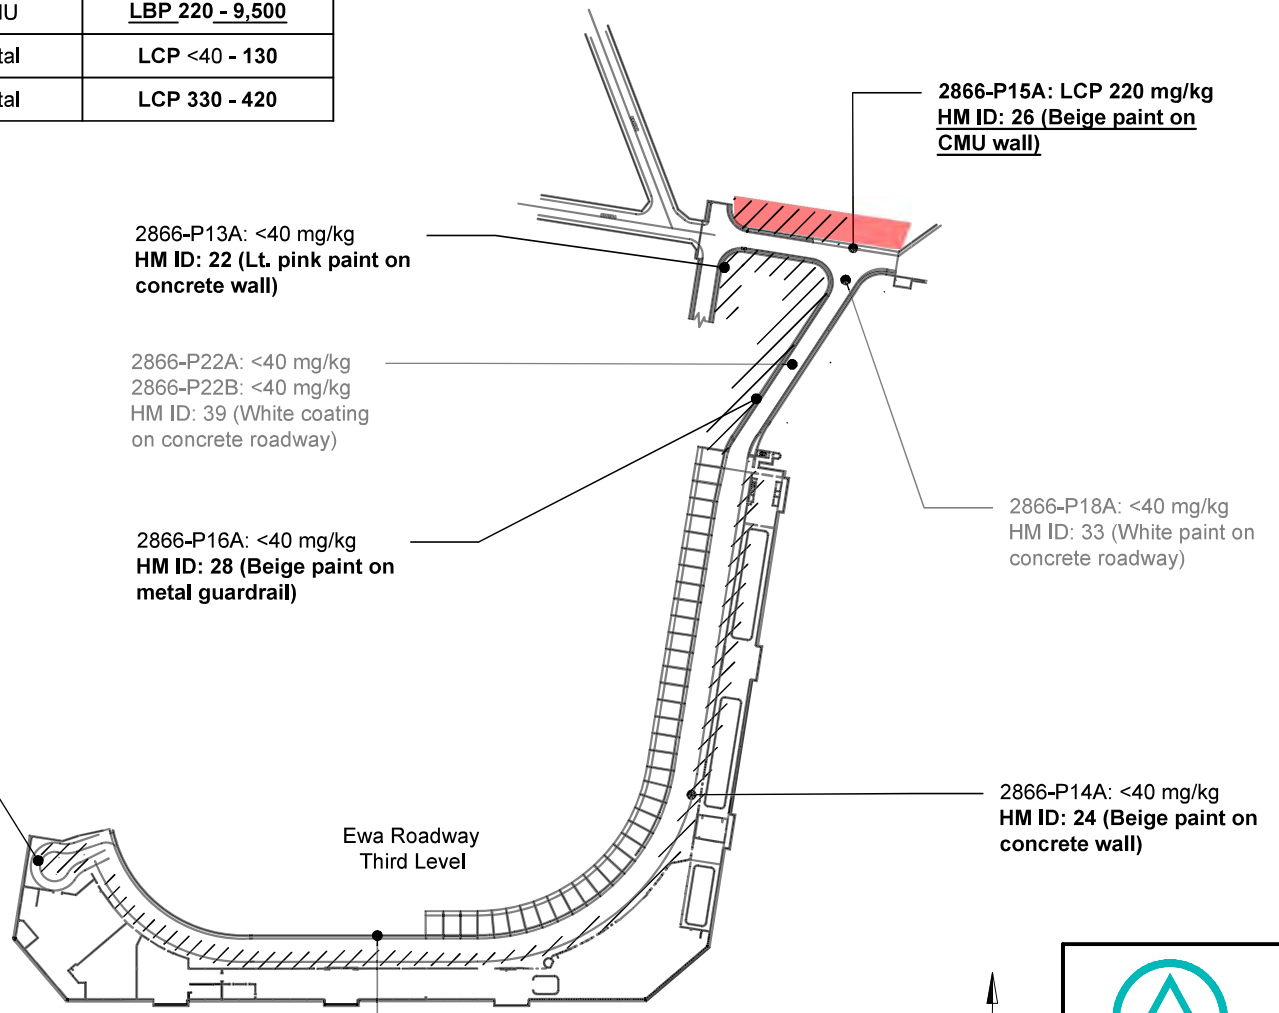 MU
LBP 220 - 9,500
tal
LCP <40 - 130
tal
LCP 330 - 420
2866-P15A: LCP 220 mg/kg
HM ID: 26 (Beige paint on
CMU wall)
2866-P13A: <40 mg/kg
HM ID: 22 (Lt. pink paint on
concrete wall)
2866-P22A: <40 mg/kg
2866-P22B: <40 mg/kg
HM ID: 39 (White coating
on concrete roadway)
2866-P18A: <40 mg/kg
HM ID: 33 (White paint on
concrete roadway)
2866-P16A: <40 mg/kg
HM ID: 28 (Beige paint on
metal guardrail)
2866-P14A: <40 mg/kg
HM ID: 24 (Beige paint on
concrete wall)
Ewa Roadway
Third Level